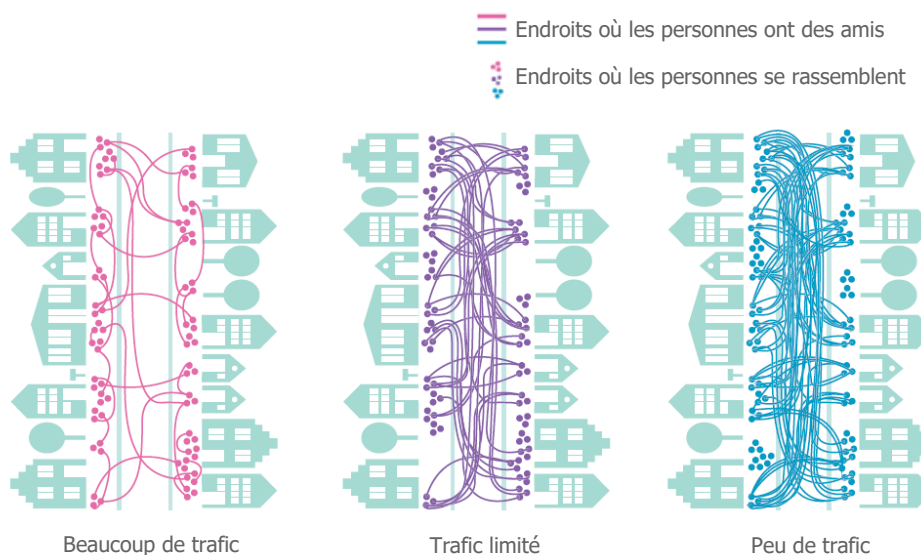 Endroits où les personnes ont des amis
Endroits où les personnes se rassemblent
Beaucoup de trafic
Trafic limité
Peu de trafic